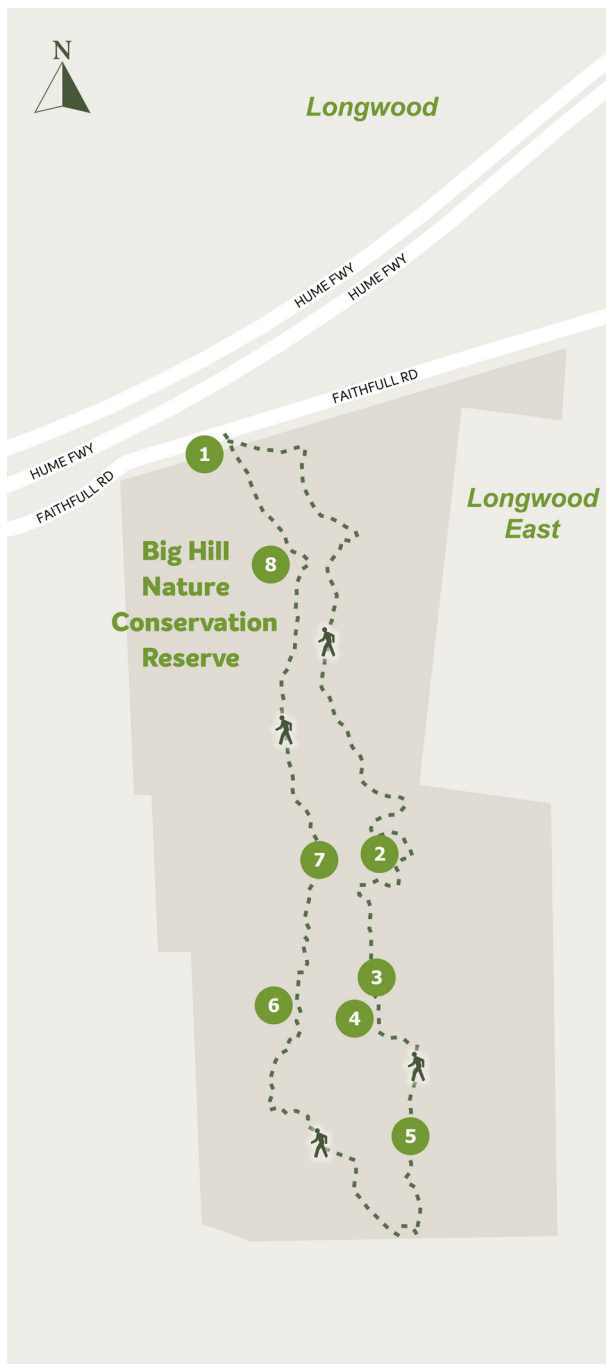 N
Longwood
HUME FWY
HUME FWY
FAITHFULL RD
HUME FWY
1
FAITHFULL RD
Longwood
East
Big Hill
Nature
Conservation
Reserve
8
2
7
3
6
4
5